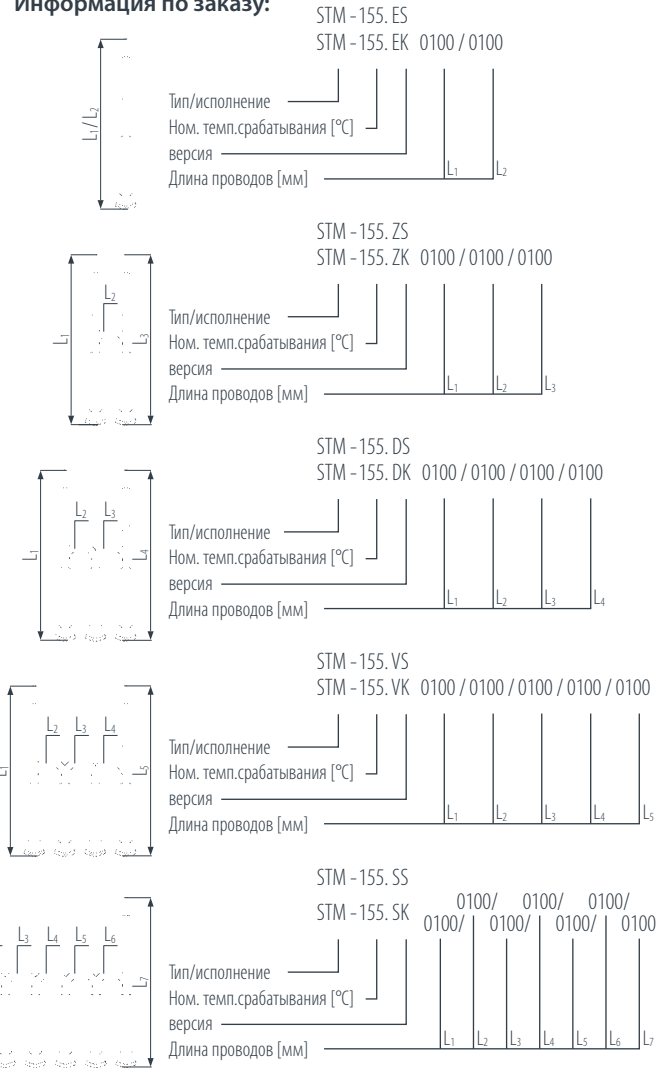 Информация по заказу:
STM - 155. ES
STM - 155. EK 0100 / 0100
L1 / L2
Тип/исполнение
Ном. темп.срабатывания [°C]
версия
Длина проводов [мм]
L1 L2
STM - 155. ZS
STM - 155. ZK 0100 / 0100 / 0100
L1 L2 L3
Тип/исполнение
Ном. темп.срабатывания [°C]
версия
Длина проводов [мм]
L1 L2 L3
STM - 155. DS
STM - 155. DK 0100 / 0100 / 0100 / 0100
L1 L2 L3 L4
Тип/исполнение
Ном. темп.срабатывания [°C]
версия
Длина проводов [мм]
L1 L2 L3 L4
STM - 155. VS
STM - 155. VK 0100 / 0100 / 0100 / 0100 / 0100
L1 L2 L3 L4 L5
Тип/исполнение
Ном. темп.срабатывания [°C]
версия
Длина проводов [мм]
L1 L2 L3 L4 L5
STM - 155. SS
STM - 155. SK 0100/ 0100/ 0100/ 0100/ 0100/ 0100/ 0100
L3 L4 L5 L6 L7
Тип/исполнение
Ном. темп.срабатывания [°C]
версия
Длина проводов [мм]
L1 L2 L3 L4 L5 L6 L7